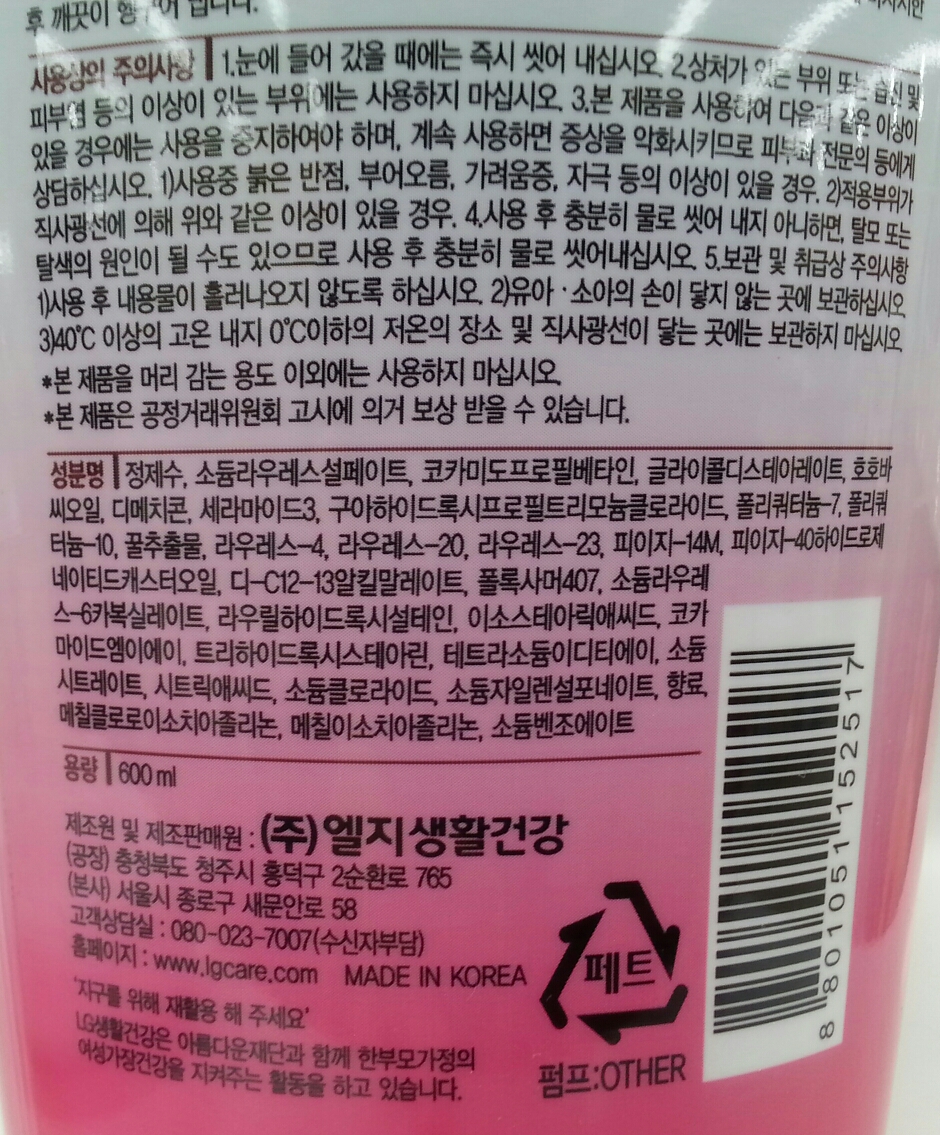 후 깨끗이 헹구어 냅니다.
사용상의 주의사항 | 1.눈에 들어 갔을 때에는 즉시 씻어 내십시오. 2.상처가 있는 부위 또는 습진 및
피부염 등의 이상이 있는 부위에는 사용하지 마십시오. 3.본 제품을 사용하여 다음과 같은 이상이
있을 경우에는 사용을 중지하여야 하며, 계속 사용하면 증상을 악화시키므로 피부과 전문의 등에게
상담하십시오. 1)사용중 붉은 반점, 부어오름, 가려움증, 자극 등의 이상이 있을 경우. 2)적용부위가
직사광선에 의해 위와 같은 이상이 있을 경우. 4.사용 후 충분히 물로 씻어 내지 아니하면, 탈모 또는
탈색의 원인이 될 수도 있으므로 사용 후 충분히 물로 씻어내십시오. 5.보관 및 취급상 주의사항
1)사용 후 내용물이 흘러나오지 않도록 하십시오. 2)유아·소아의 손이 닿지 않는 곳에 보관하십시오.
3)40℃ 이상의 고온 내지 0℃이하의 저온의 장소 및 직사광선이 닿는 곳에는 보관하지 마십시오.
*본 제품을 머리 감는 용도 이외에는 사용하지 마십시오.
*본 제품은 공정거래위원회 고시에 의거 보상 받을 수 있습니다.
성분명 | 정제수, 소듐라우레스설페이트, 코카미도프로필베타인, 글라이콜디스테아레이트, 호호바
씨오일, 디메치콘, 세라마이드3, 구아하이드록시프로필트리모늄클로라이드, 폴리쿼터늄-7, 폴리쿼
터늄-10, 꿀추출물, 라우레스-4, 라우레스-20, 라우레스-23, 피이지-14M, 피이지-40하이드로제
네이티드캐스터오일, 디-C12-13알킬말레이트, 폴록사머407, 소듐라우레
스-6카복실레이트, 라우릴하이드록시설테인, 이소스테아릭애씨드, 코카
마이드엠이에이, 트리하이드록시스테아린, 테트라소듐이디티에이, 소듐
시트레이트, 시트릭애씨드, 소듐클로라이드, 소듐자일렌설포네이트, 향료,
메칠클로로이소치아졸리논, 메칠이소치아졸리논, 소듐벤조에이트
용량 | 600ml
제조원 및 제조판매원 : (주)엘지생활건강
(공장) 충청북도 청주시 흥덕구 2순환로 765
(본사) 서울시 종로구 새문안로 58
고객상담실 : 080-023-7007(수신자부담)
홈페이지 : www.lgcare.com MADE IN KOREA
'지구를 위해 재활용 해 주세요'
LG생활건강은 아름다운재단과 함께 한부모가정의
여성가장건강을 지켜주는 활동을 하고 있습니다.
페트
펌프:OTHER
8 801051 152517